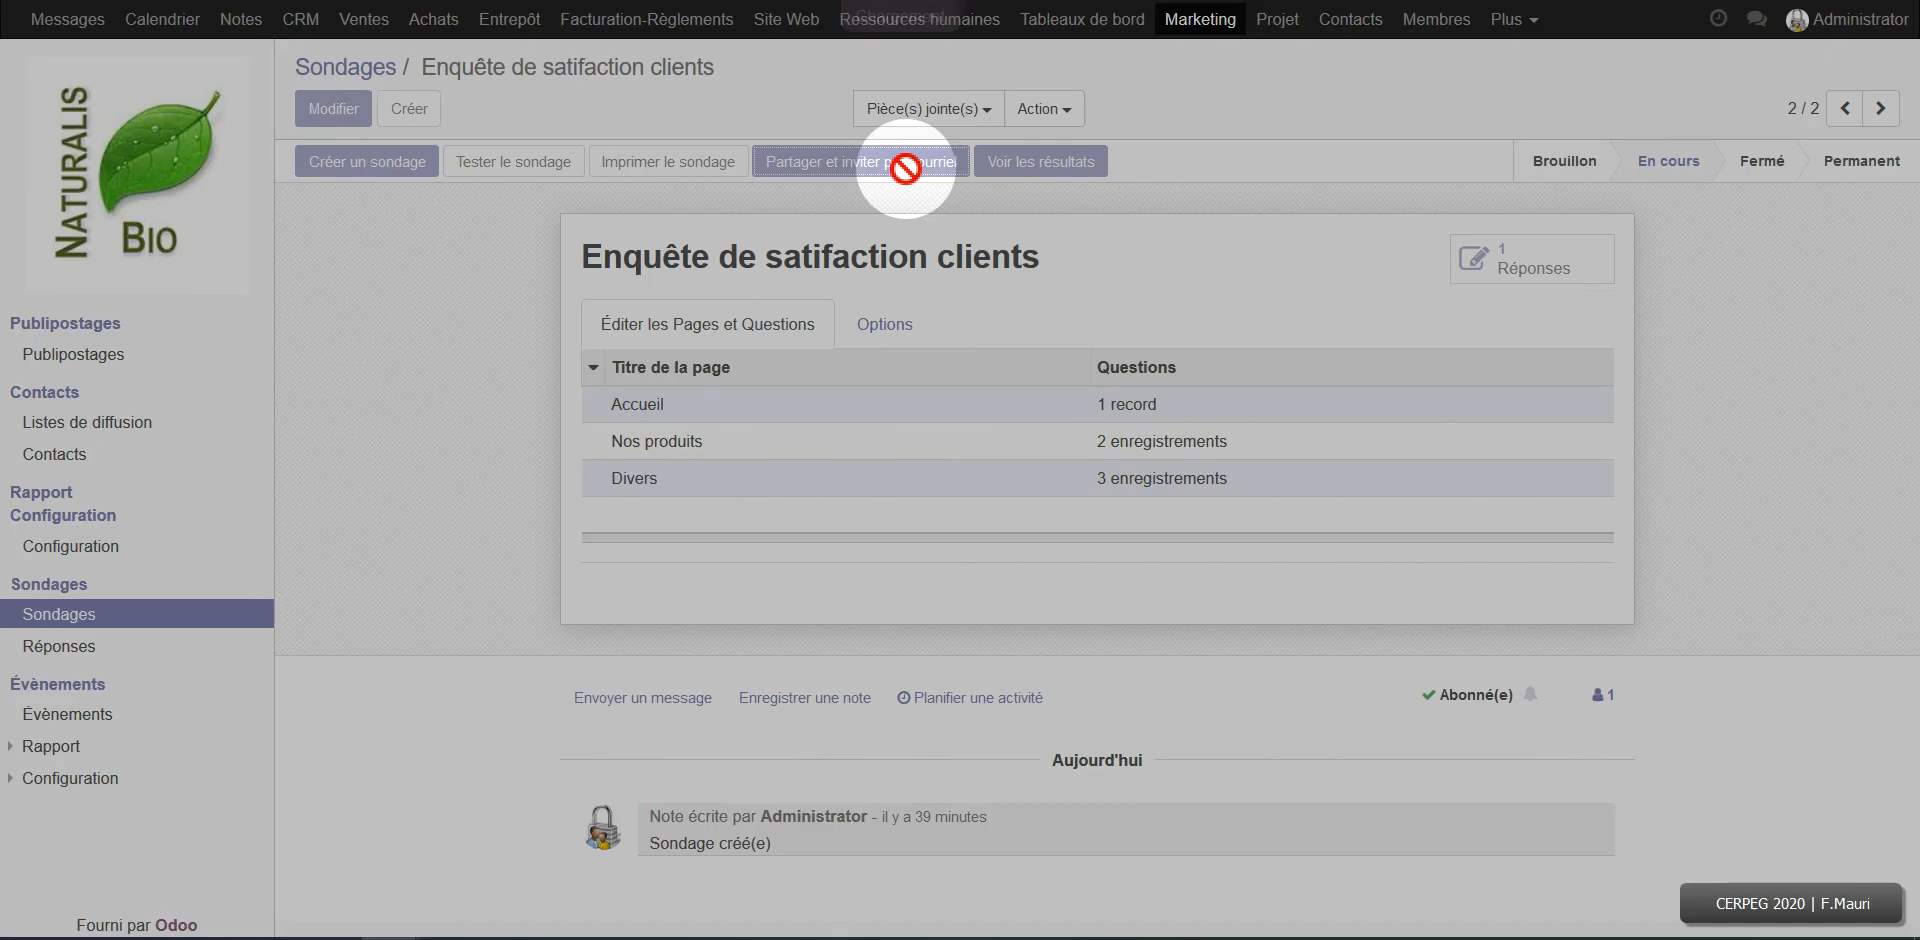 Messages Calendrier Notes CRM Ventes Achats Entrepôt Facturation-Règlements Site Web Ressources humaines Tableaux de bord Marketing Projet Contacts Membres Plus Administrator
NATURALIS
BIO
Sondages / Enquête de satifaction clients
Modifier Créer Pièce(s) jointe(s) Action 2 / 2
Créer un sondage Tester le sondage Imprimer le sondage Partager et inviter courriel Voir les résultats Brouillon En cours Fermé Permanent
Enquête de satifaction clients
1
Réponses
Éditer les Pages et Questions Options
Titre de la page Questions
Accueil 1 record
Nos produits 2 enregistrements
Divers 3 enregistrements
Publipostages
Publipostages
Contacts
Listes de diffusion
Contacts
Rapport
Configuration
Configuration
Sondages
Sondages
Réponses
Évènements
Évènements
Rapport
Configuration
Envoyer un message Enregistrer une note Planifier une activité Abonné(e) 1
Aujourd'hui
Note écrite par Administrator - il y a 39 minutes
Sondage créé(e)
Fourni par Odoo
CERPEG 2020 | F.Mauri